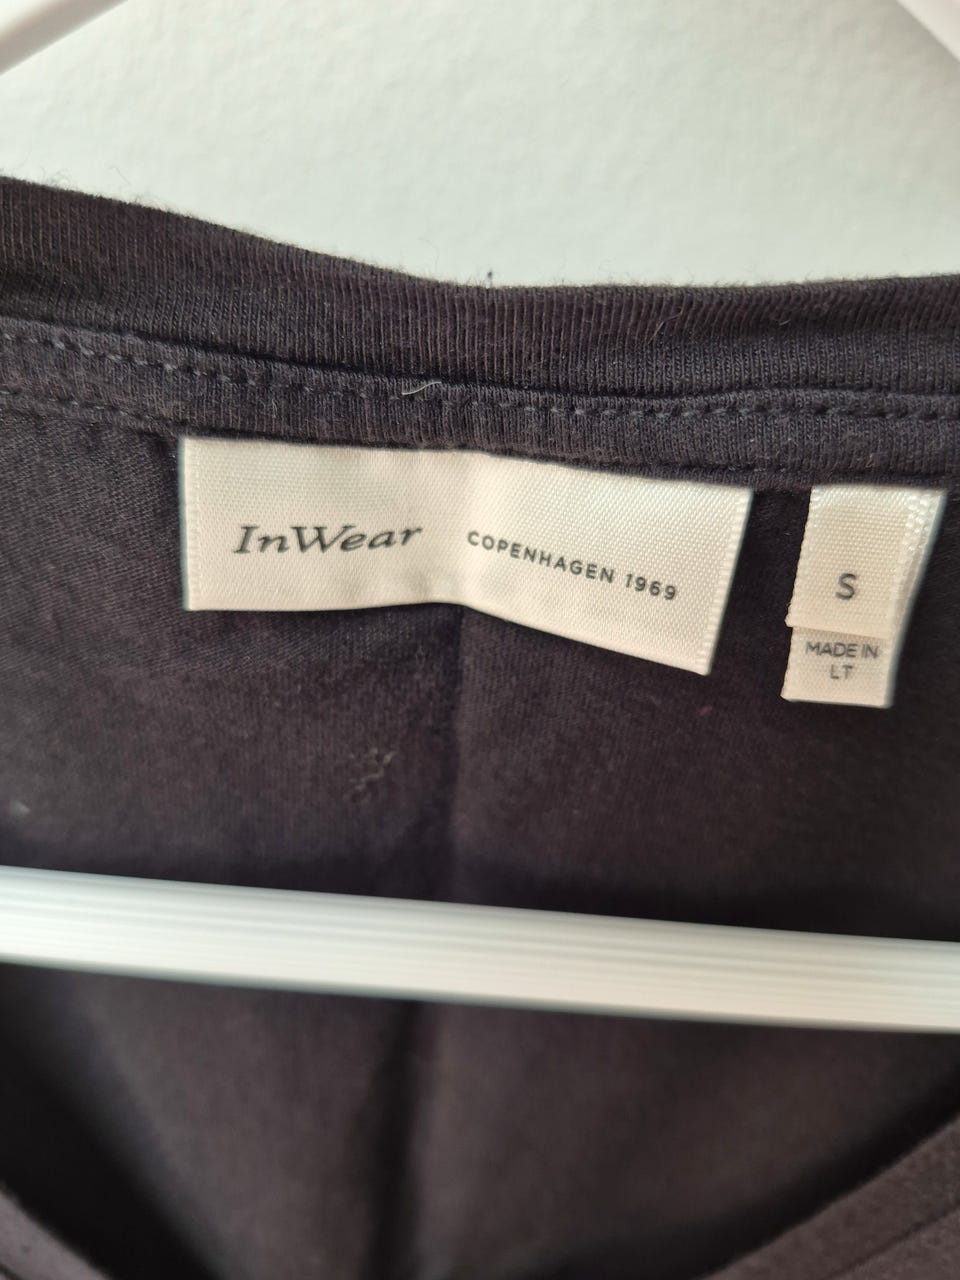 InWear COPENHAGEN 1969
S
MADE IN
LT